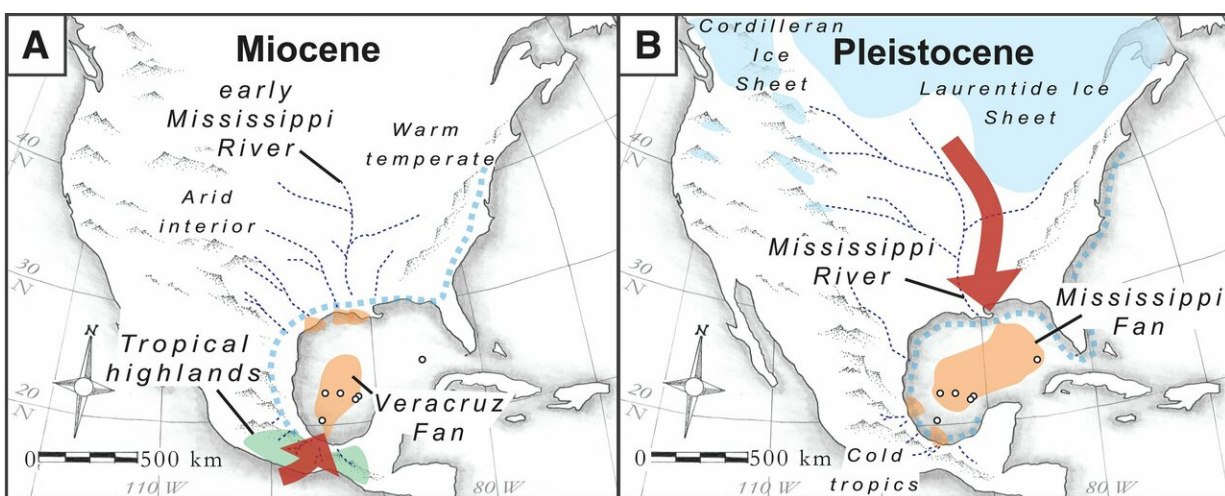 A
Miocene
early
Mississippi
River
Warm
temperate
Arid
interior
40
N
30
N
N
Tropical
highlands
20
N
Veracruz
Fan
0
500 km
110 W
80 W
B
Pleistocene
Cordilleran
Ice
Sheet
Laurentide Ice
Sheet
40
N
Mississippi
River
30
N
Mississippi
Fan
N
20
N
0
500 km
Cold
tropics
110 W
80 W